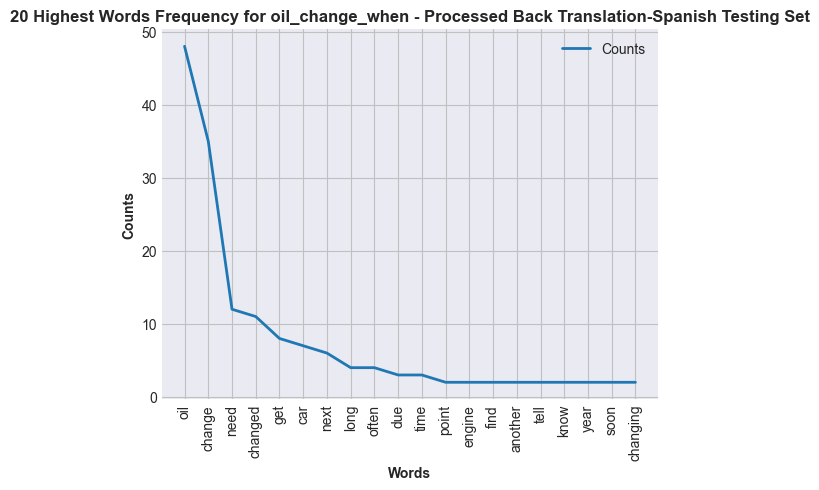 20 Highest Words Frequency for oil_change_when - Processed Back Translation-Spanish Testing Set
Counts
50
40
30
20
10
0
Counts
oil
change
need
changed
get
car
next
long
often
due
time
point
engine
find
another
tell
know
year
soon
changing
Words